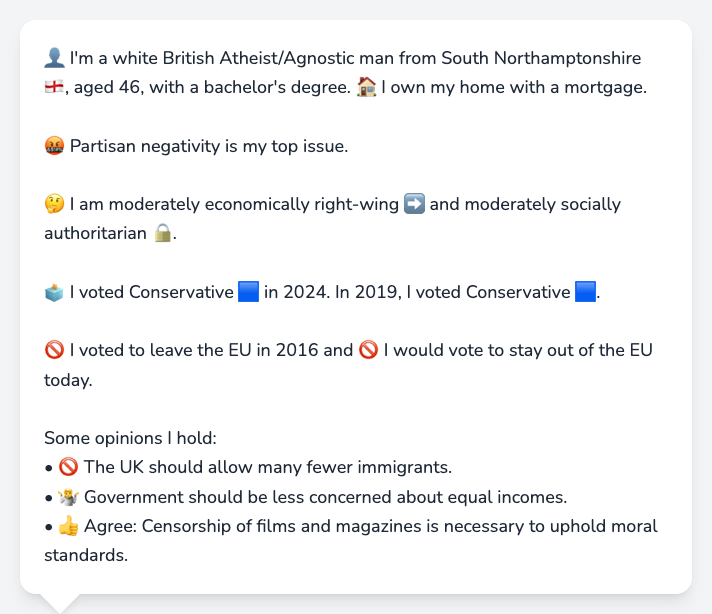 👤 I'm a white British Atheist/Agnostic man from South Northamptonshire
🏴󠁧󠁢󠁥󠁮󠁧󠁿, aged 46, with a bachelor's degree. 🏠 I own my home with a mortgage.
🤬 Partisan negativity is my top issue.
🤔 I am moderately economically right-wing ➡️ and moderately socially
authoritarian 🔒.
🗳️ I voted Conservative 🟦 in 2024. In 2019, I voted Conservative 🟦.
🚫 I voted to leave the EU in 2016 and 🚫 I would vote to stay out of the EU
today.
Some opinions I hold:
• 🚫 The UK should allow many fewer immigrants.
• 🤷 Government should be less concerned about equal incomes.
• 👍 Agree: Censorship of films and magazines is necessary to uphold moral
standards.